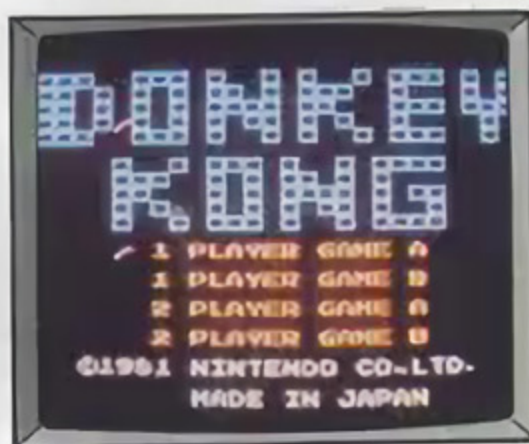 DONKEY
KONG
1 PLAYER GAME A
1 PLAYER GAME B
2 PLAYER GAME A
2 PLAYER GAME B
©1981 NINTENDO CO.,LTD.
MADE IN JAPAN